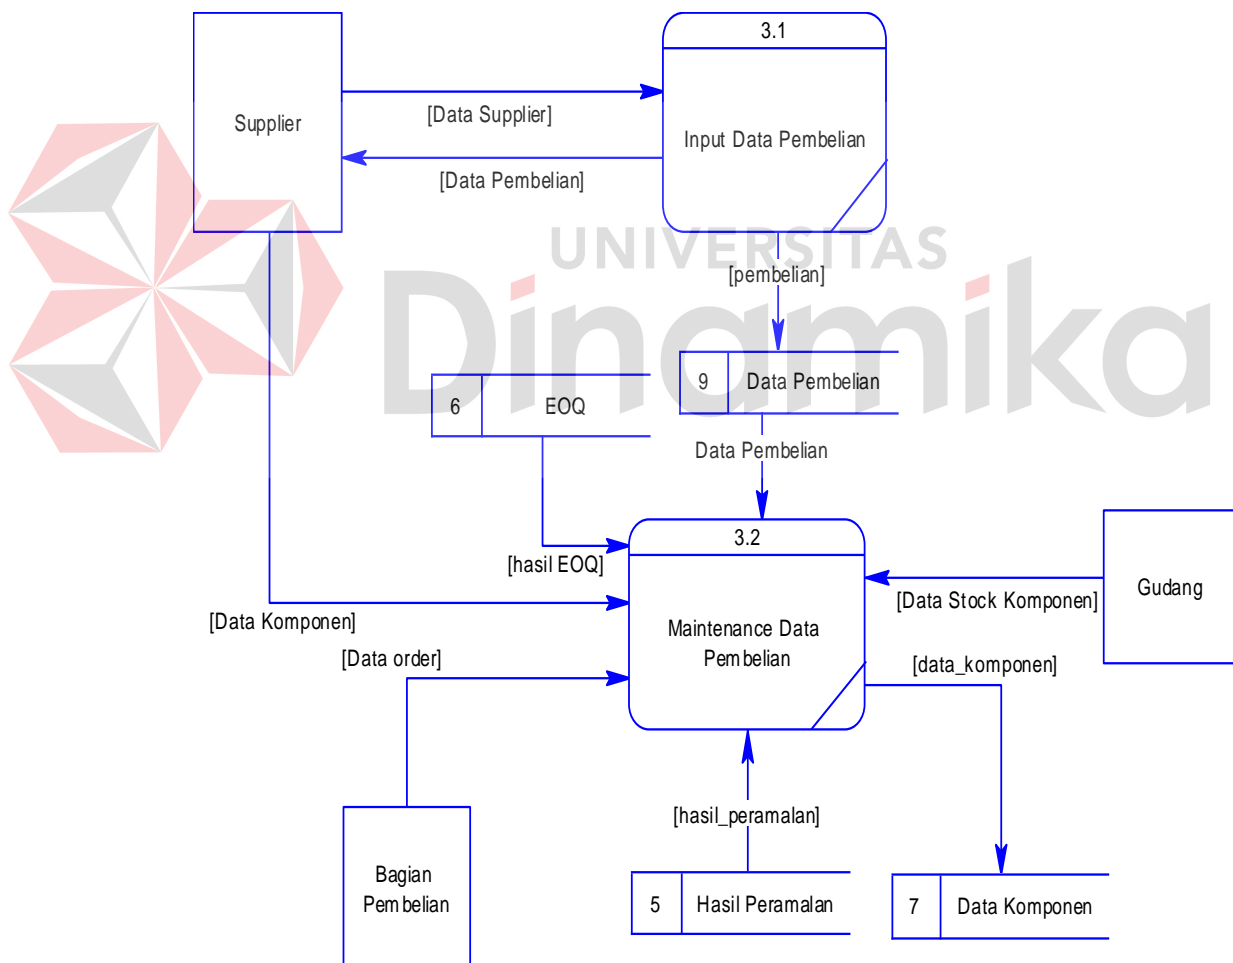 3.1
Supplier
[Data Supplier]
Input Data Pembelian
[Data Pembelian]
UNIVERSITAS
Dinamika
[pembelian]
9
Data Pembelian
6
EOQ
Data Pembelian
3.2
[hasil EOQ]
[Data Stock Komponen]
Gudang
[Data Komponen]
Maintenance Data
Pembelian
[Data order]
[data_komponen]
[hasil_peramalan]
Bagian
Pembelian
5
Hasil Peramalan
7
Data Komponen